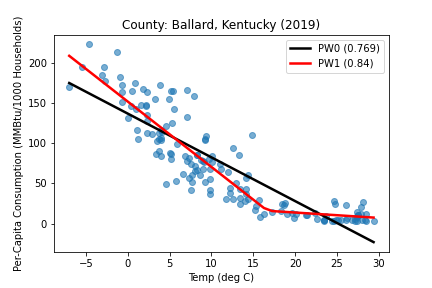 County: Ballard, Kentucky (2019)
PW0 (0.769)
PW1 (0.84)
Per-Capita Consumption (MMBtu/1000 Households)
200
150
100
50
0
−5 0 5 10 15 20 25 30
Temp (deg C)